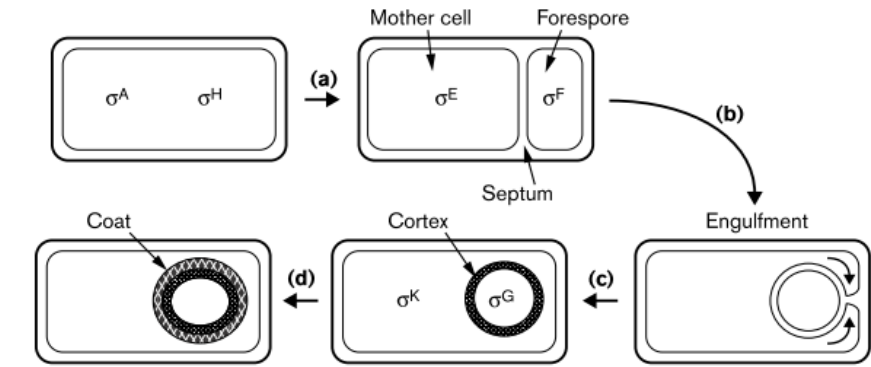 Mother cell Forespore
σA σH (a) σE σF (b)
Septum
Coat Cortex Engulfment
(d) σK σG (c)